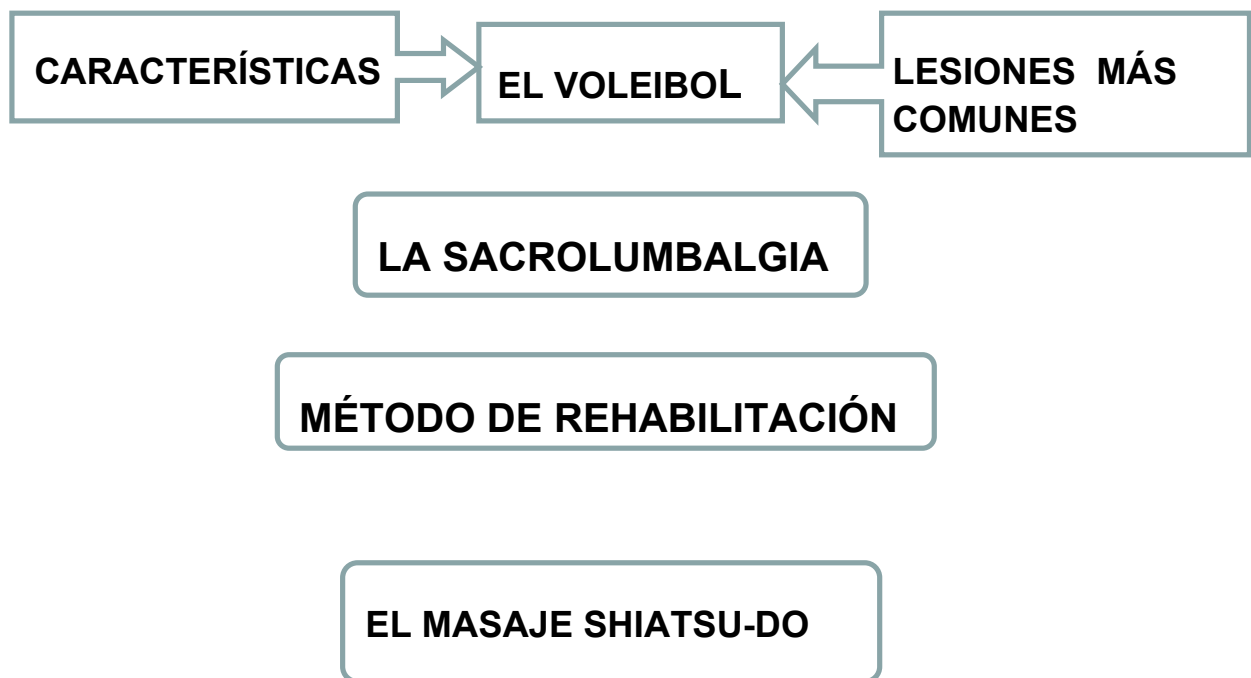 CARACTERÍSTICAS
EL VOLEIBOL
LESIONES MÁS
COMUNES
LA SACROLUMBALGIA
MÉTODO DE REHABILITACIÓN
EL MASAJE SHIATSU-DO